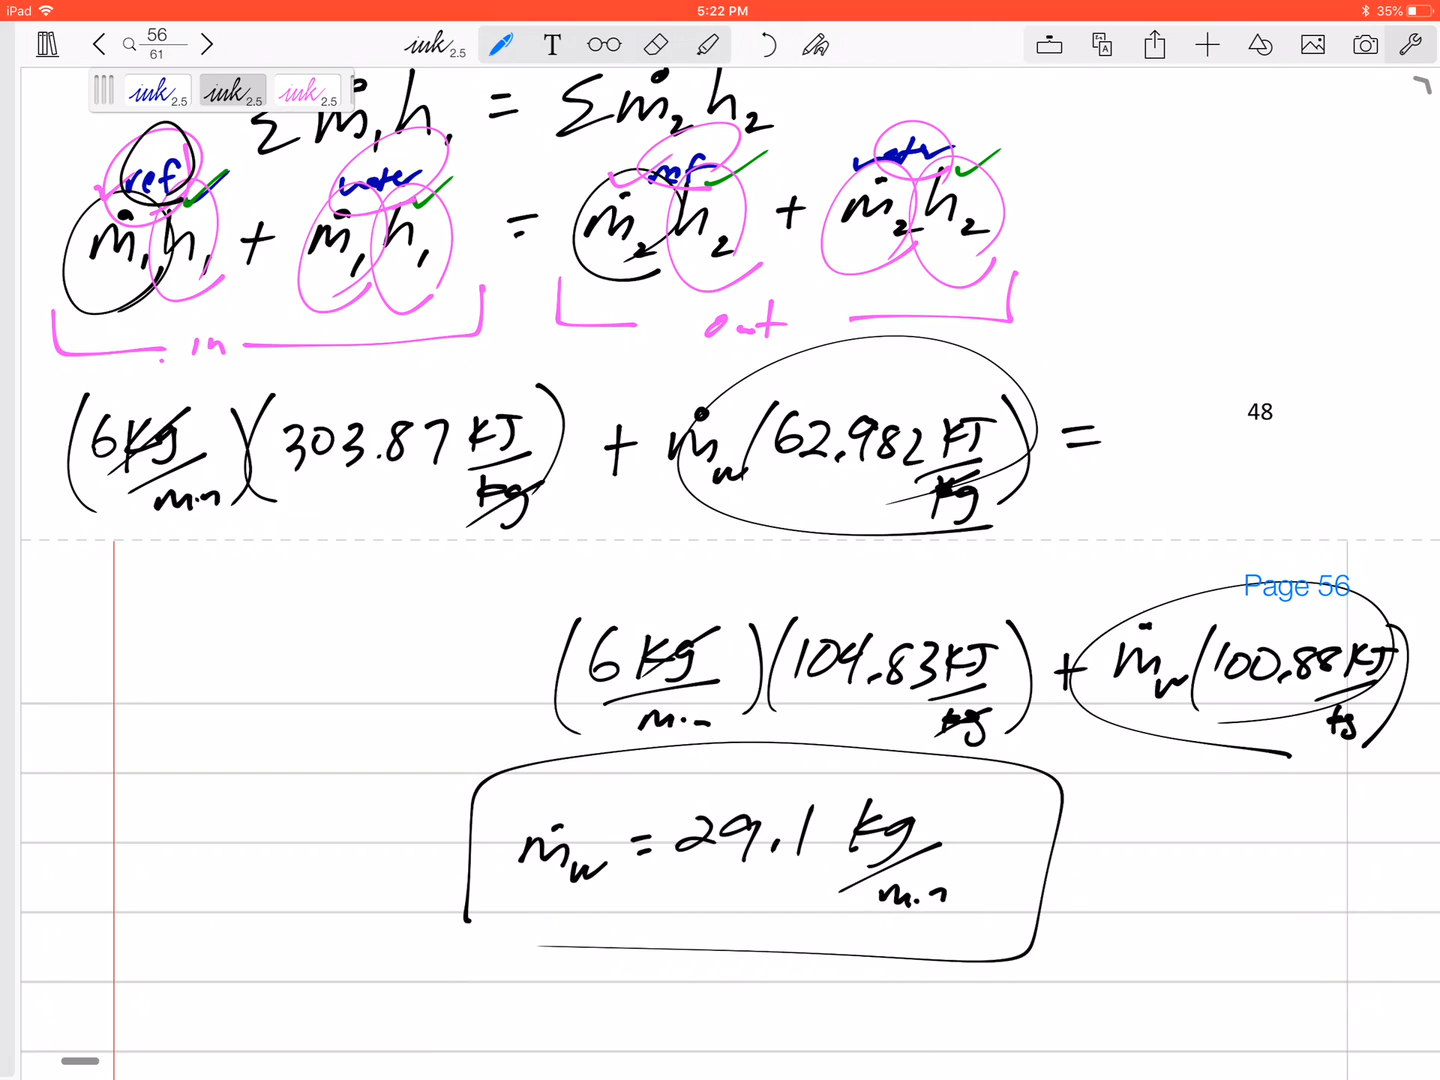 iPad 5:22 PM 35%
56
61
ink 2.5 T
ink 2.5 ink 2.5 ink 2.5
Σ ṁ₁h₁ = Σ ṁ₂h₂
ref water ref water
ṁ₁h₁ + ṁ₁h₁ = ṁ₂h₂ + ṁ₂h₂
in out
(6 kg/min)(303.87 KJ/kg) + ṁw(62.982 KJ/kg) =
48
Page 56
(6 kg/min)(104.83 KJ/kg) + ṁw(100.88 KJ/kg)
ṁw = 29.1 kg/min